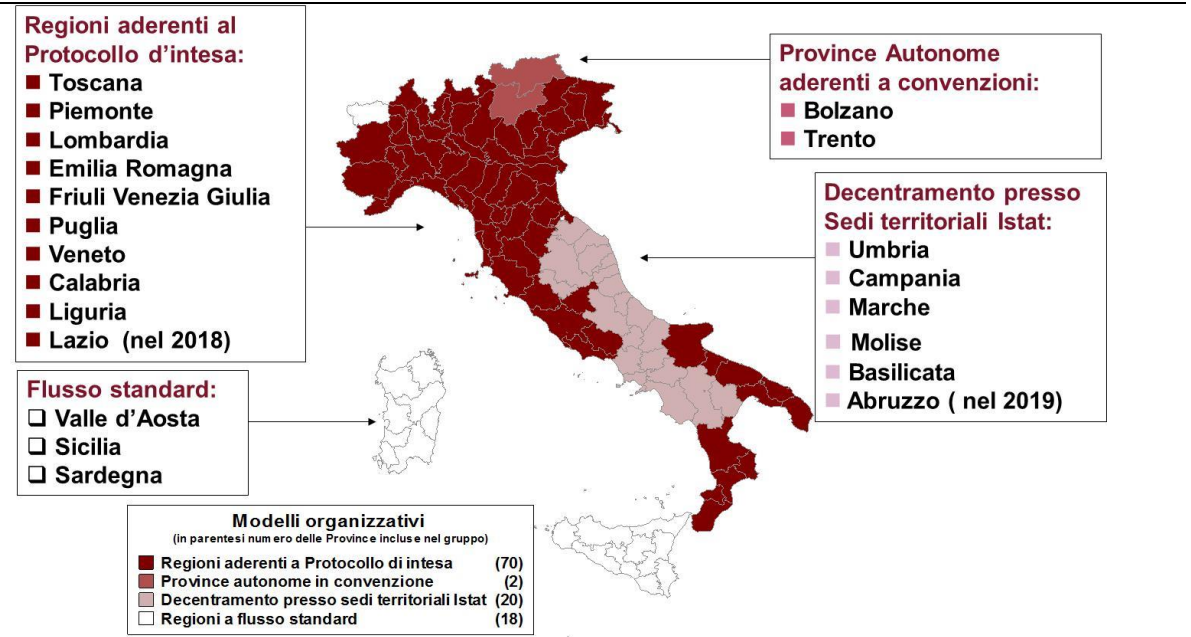 Regioni aderenti al
Protocollo d’intesa:
Toscana
Piemonte
Lombardia
Emilia Romagna
Friuli Venezia Giulia
Puglia
Veneto
Calabria
Liguria
Lazio (nel 2018)
Flusso standard:
Valle d’Aosta
Sicilia
Sardegna
Province Autonome
aderenti a convenzioni:
Bolzano
Trento
Decentramento presso
Sedi territoriali Istat:
Umbria
Campania
Marche
Molise
Basilicata
Abruzzo ( nel 2019)
Modelli organizzativi
(in parentesi numero delle Province incluse nel gruppo)
Regioni aderenti a Protocollo di intesa (70)
Province autonome in convenzione (2)
Decentramento presso sedi territoriali Istat (20)
Regioni a flusso standard (18)